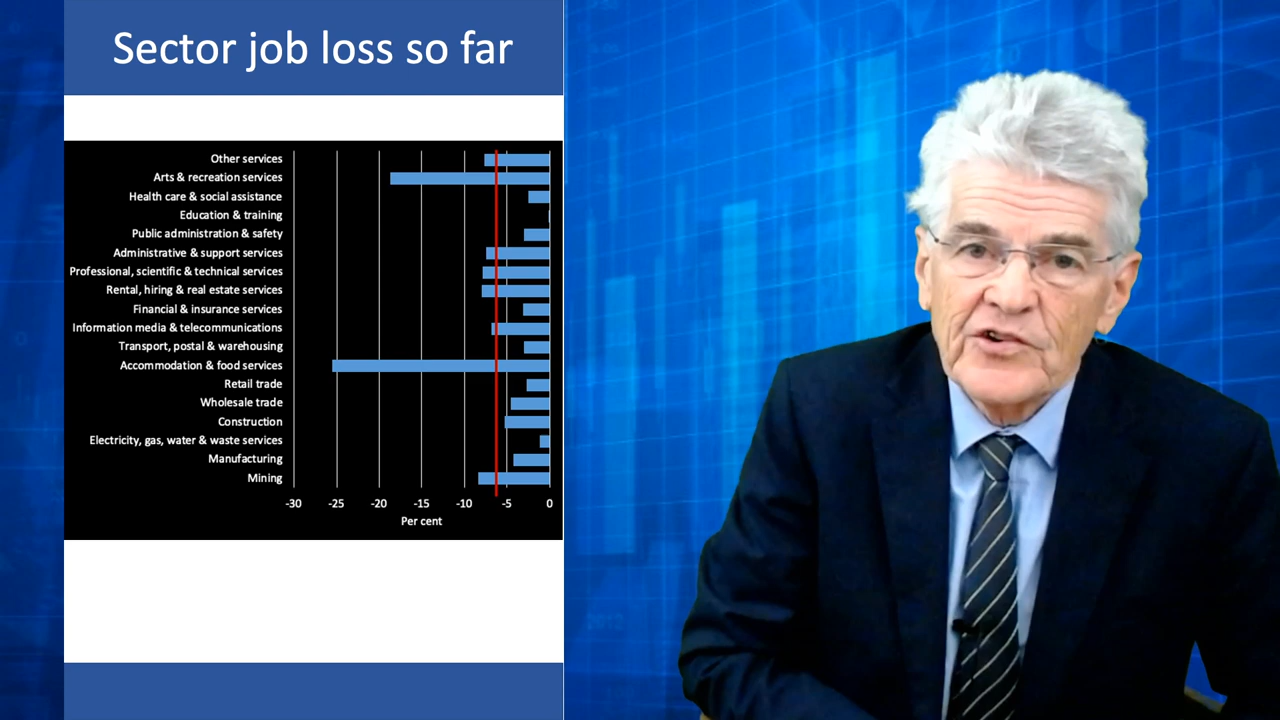 Sector job loss so far
Other services
Arts & recreation services
Health care & social assistance
Education & training
Public administration & safety
Administrative & support services
Professional, scientific & technical services
Rental, hiring & real estate services
Financial & insurance services
Information media & telecommunications
Transport, postal & warehousing
Accommodation & food services
Retail trade
Wholesale trade
Construction
Electricity, gas, water & waste services
Manufacturing
Mining
-30 -25 -20 -15 -10 -5 0
Per cent